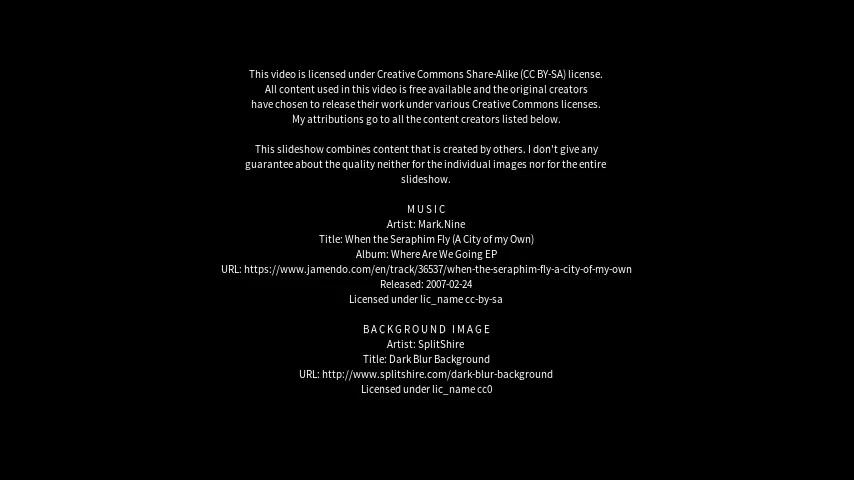 This video is licensed under Creative Commons Share-Alike (CC BY-SA) license.
All content used in this video is free available and the original creators
have chosen to release their work under various Creative Commons licenses.
My attributions go to all the content creators listed below.
This slideshow combines content that is created by others. I don't give any
guarantee about the quality neither for the individual images nor for the entire
slideshow.
MUSIC
Artist: Mark.Nine
Title: When the Seraphim Fly (A City of my Own)
Album: Where Are We Going EP
URL: https://www.jamendo.com/en/track/36537/when-the-seraphim-fly-a-city-of-my-own
Released: 2007-02-24
Licensed under lic_name cc-by-sa
BACKGROUND IMAGE
Artist: SplitShire
Title: Dark Blur Background
URL: http://www.splitshire.com/dark-blur-background
Licensed under lic_name cc0